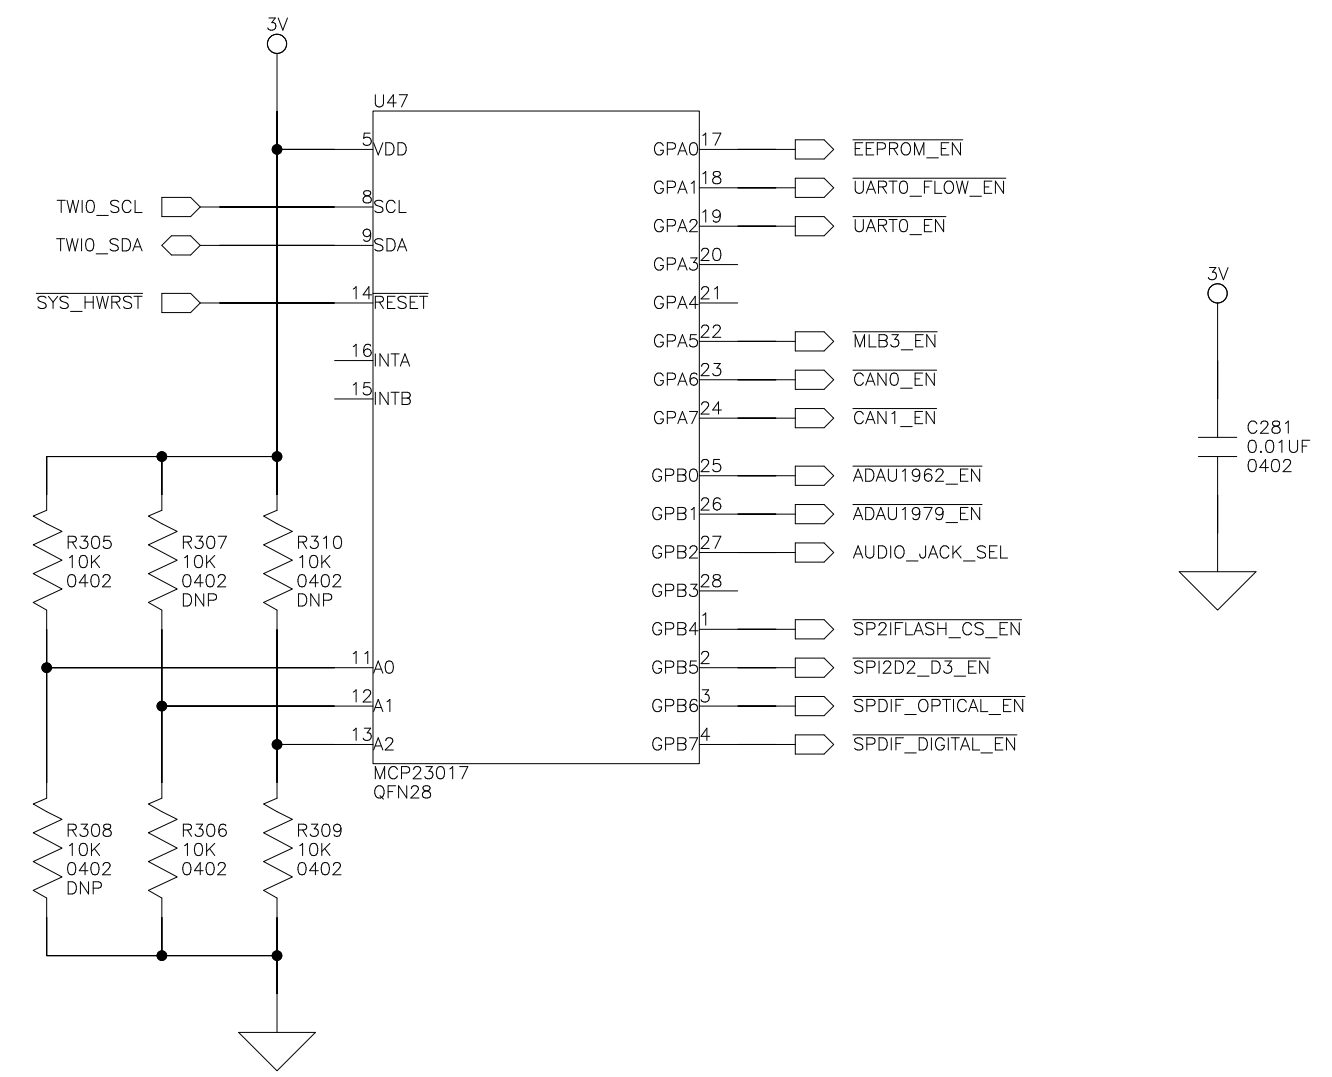 3V
U47
5
VDD
TWI0_SCL
8
SCL
TWI0_SDA
9
SDA
SYS_HWRST
14
RESET
16
INTA
15
INTB
R305
10K
0402
R307
10K
0402
DNP
R310
10K
0402
DNP
11
A0
12
A1
13
A2
MCP23017
QFN28
R308
10K
0402
DNP
R306
10K
0402
R309
10K
0402
GPA0
17
EEPROM_EN
GPA1
18
UART0_FLOW_EN
GPA2
19
UART0_EN
GPA3
20
GPA4
21
GPA5
22
MLB3_EN
GPA6
23
CAN0_EN
GPA7
24
CAN1_EN
GPB0
25
ADAU1962_EN
GPB1
26
ADAU1979_EN
GPB2
27
AUDIO_JACK_SEL
GPB3
28
GPB4
1
SP2IFLASH_CS_EN
GPB5
2
SPI2D2_D3_EN
GPB6
3
SPDIF_OPTICAL_EN
GPB7
4
SPDIF_DIGITAL_EN
3V
C281
0.01UF
0402